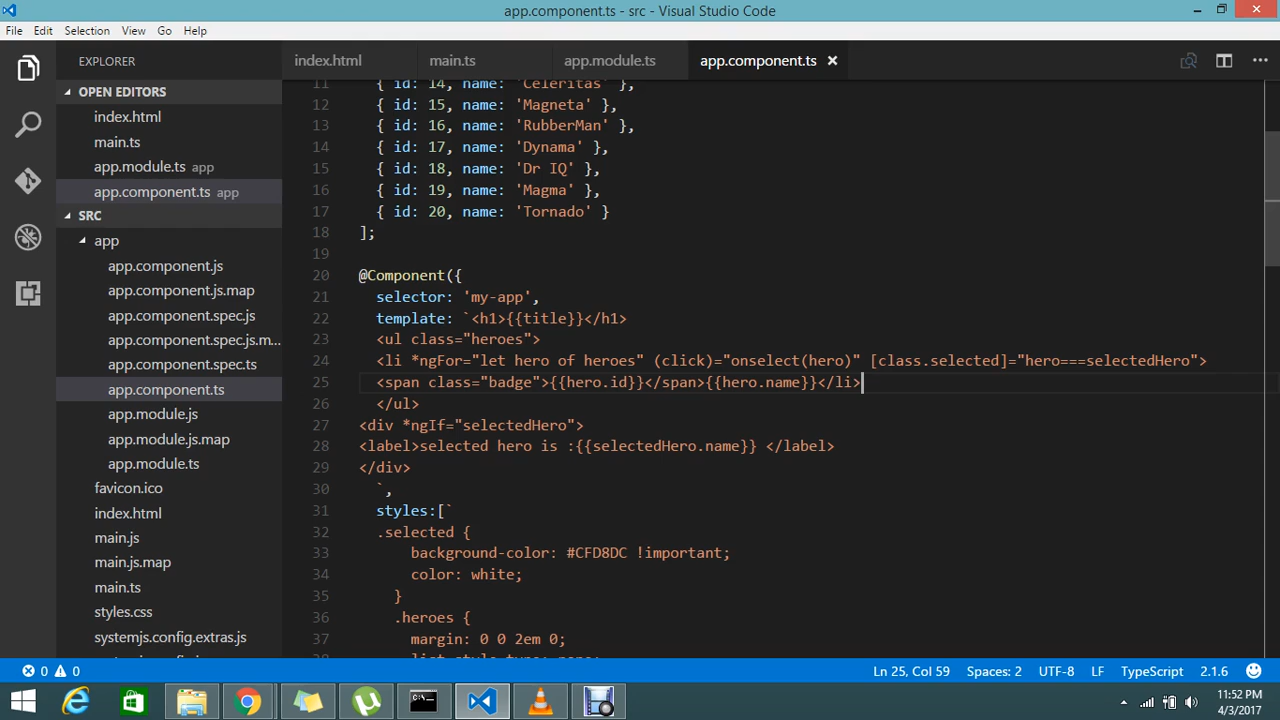 app.component.ts - src - Visual Studio Code
File Edit Selection View Go Help
EXPLORER
index.html main.ts app.module.ts app.component.ts
OPEN EDITORS
index.html
main.ts
app.module.ts app
app.component.ts app
SRC
app
app.component.js
app.component.js.map
app.component.spec.js
app.component.spec.js.m...
app.component.spec.ts
app.component.ts
app.module.js
app.module.js.map
app.module.ts
favicon.ico
index.html
main.js
main.js.map
main.ts
styles.css
systemjs.config.extras.js
11 { id: 14, name: 'Celeritas' },
12 { id: 15, name: 'Magneta' },
13 { id: 16, name: 'RubberMan' },
14 { id: 17, name: 'Dynama' },
15 { id: 18, name: 'Dr IQ' },
16 { id: 19, name: 'Magma' },
17 { id: 20, name: 'Tornado' }
18 ];
19
20 @Component({
21 selector: 'my-app',
22 template: `<h1>{{title}}</h1>
23 <ul class="heroes">
24 <li *ngFor="let hero of heroes" (click)="onselect(hero)" [class.selected]="hero===selectedHero">
25 <span class="badge">{{hero.id}}</span>{{hero.name}}</li>
26 </ul>
27 <div *ngIf="selectedHero">
28 <label>selected hero is :{{selectedHero.name}} </label>
29 </div>
30 `,
31 styles:[`
32 .selected {
33 background-color: #CFD8DC !important;
34 color: white;
35 }
36 .heroes {
37 margin: 0 0 2em 0;
0 0
Ln 25, Col 59 Spaces: 2 UTF-8 LF TypeScript 2.1.6
11:52 PM
4/3/2017